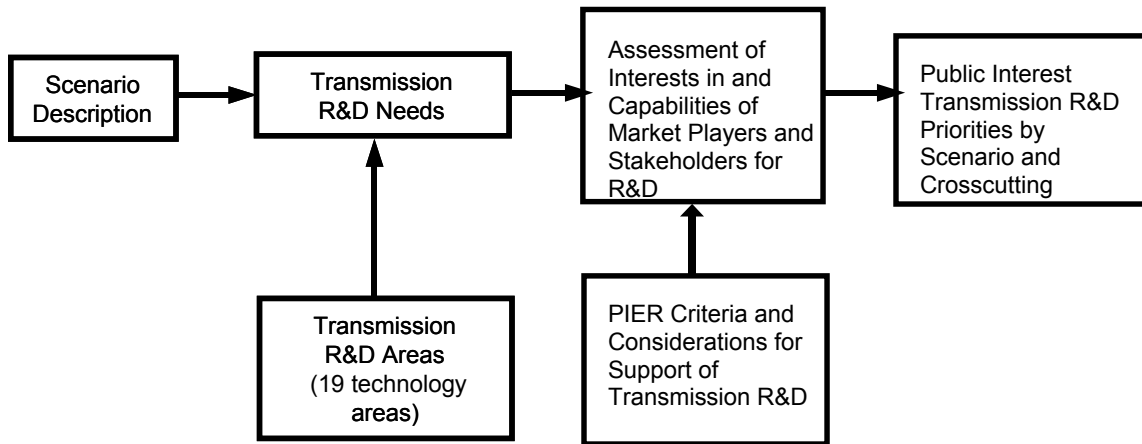 Scenario
Description
Transmission
R&D Needs
Assessment of
Interests in and
Capabilities of
Market Players and
Stakeholders for
R&D
Public Interest
Transmission R&D
Priorities by
Scenario and
Crosscutting
Transmission
R&D Areas
(19 technology
areas)
PIER Criteria and
Considerations for
Support of
Transmission R&D